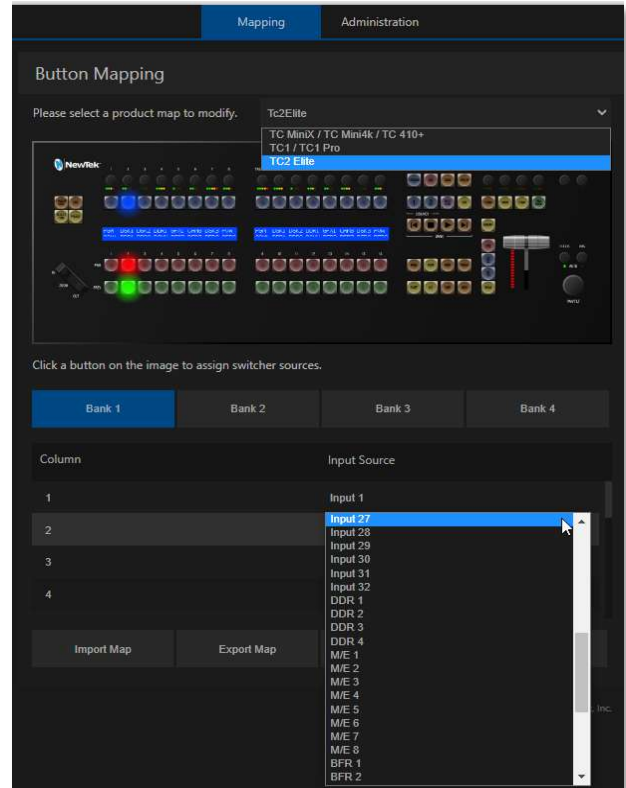 Mapping Administration
Button Mapping
Please select a product map to modify. Tc2Elite
TC MiniX / TC Mini4k / TC 410+
TC1 / TC1 Pro
TC2 Elite
NewTek
Click a button on the image to assign switcher sources.
Bank 1 Bank 2 Bank 3 Bank 4
Column Input Source
1 Input 1
Input 27
2
Input 28
Input 29
3
Input 30
Input 31
Input 32
4
DDR 1
DDR 2
DDR 3
DDR 4
Import Map Export Map
M/E 1
M/E 2
M/E 3
M/E 4
M/E 5
, Inc.
M/E 6
M/E 7
M/E 8
BFR 1
BFR 2